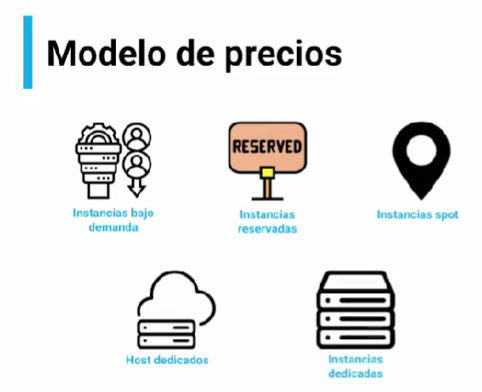 Modelo de precios
RESERVED
Instancias bajo
demanda
Instancias
reservadas
Instancias spot
Host dedicados
Instancias
dedicadas